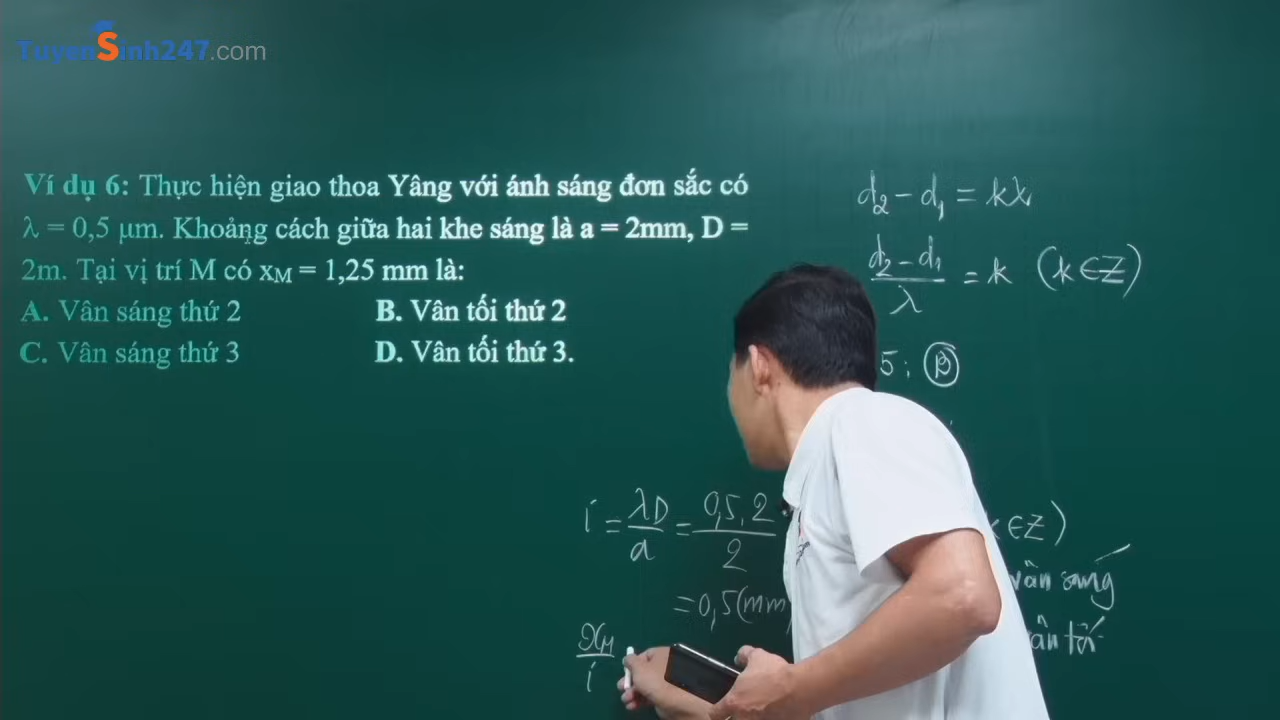 TuyenSinh247.com
Ví dụ 6: Thực hiện giao thoa Yâng với ánh sáng đơn sắc có
λ = 0,5 μm. Khoảng cách giữa hai khe sáng là a = 2mm, D =
2m. Tại vị trí M có xM = 1,25 mm là:
A. Vân sáng thứ 2 B. Vân tối thứ 2
C. Vân sáng thứ 3 D. Vân tối thứ 3.
d2 - d1 = kλ
(d2 - d1)/λ = k (k ∈ Z)
5: B
i = λD/a = 0,5.2/2
= 0,5(mm
xM/i
∈ Z)
vân sáng
ân tối